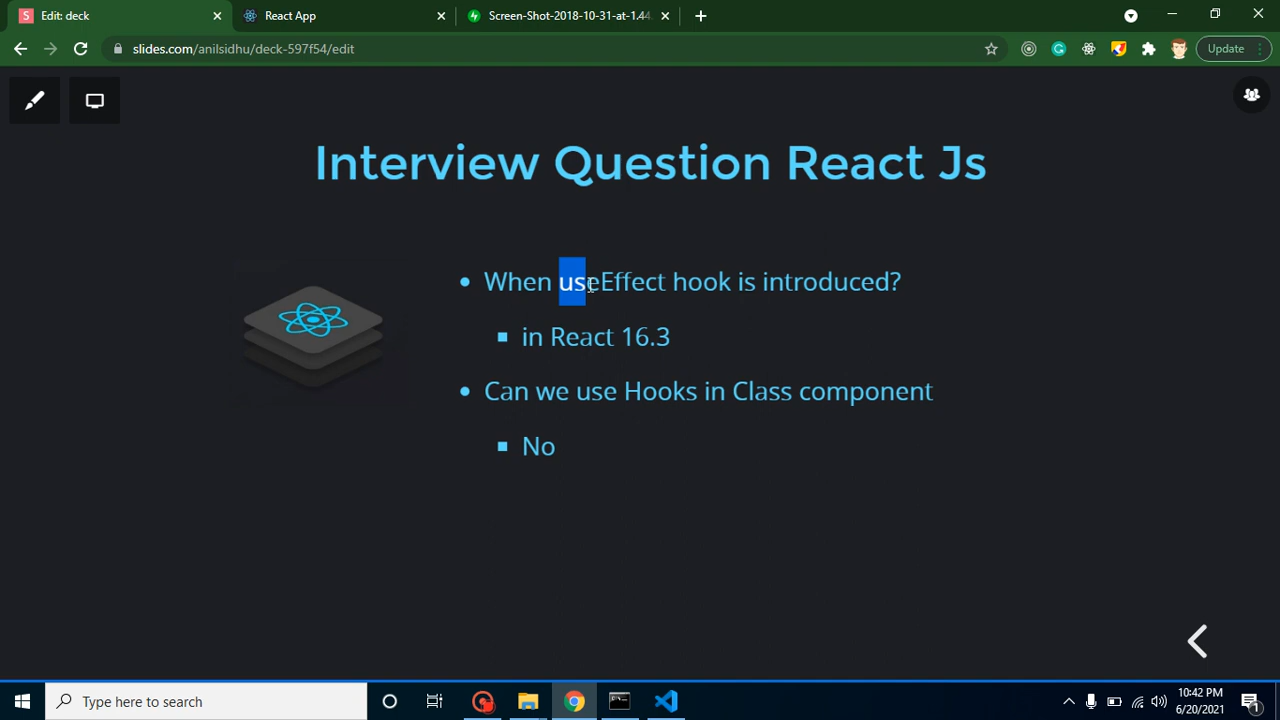 Edit: deck
React App
Screen-Shot-2018-10-31-at-1.44.
slides.com/anilsidhu/deck-597f54/edit
Update
Interview Question React Js
When useEffect hook is introduced?
in React 16.3
Can we use Hooks in Class component
No
Type here to search
10:42 PM
6/20/2021